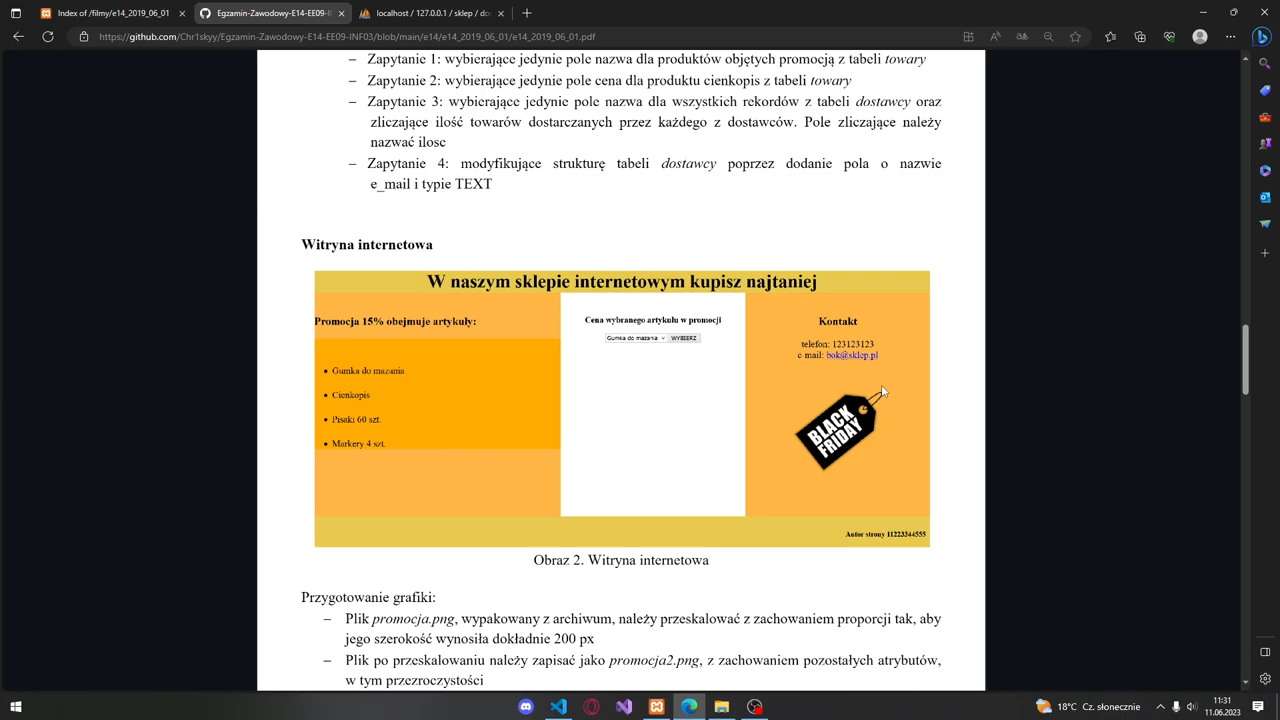 Index of /filmy/e14_2019_06_01
Egzamin-Zawodowy-E14-EE09-I
localhost / 127.0.0.1 / sklep / do
https://github.com/Chr1skyy/Egzamin-Zawodowy-E14-EE09-INF03/blob/main/e14/e14_2019_06_01/e14_2019_06_01.pdf
– Zapytanie 1: wybierające jedynie pole nazwa dla produktów objętych promocją z tabeli towary
– Zapytanie 2: wybierające jedynie pole cena dla produktu cienkopis z tabeli towary
– Zapytanie 3: wybierające jedynie pole nazwa dla wszystkich rekordów z tabeli dostawcy oraz
zliczające ilość towarów dostarczanych przez każdego z dostawców. Pole zliczające należy
nazwać ilosc
– Zapytanie 4: modyfikujące strukturę tabeli dostawcy poprzez dodanie pola o nazwie
e_mail i typie TEXT
Witryna internetowa
W naszym sklepie internetowym kupisz najtaniej
Promocja 15% obejmuje artykuły:
• Gumka do mazania
• Cienkopis
• Pisaki 60 szt.
• Markery 4 szt.
Cena wybranego artykułu w promocji
Gumka do mazania WYBIERZ
Kontakt
telefon: 123123123
e-mail: bok@sklep.pl
BLACK
FRIDAY
Autor strony 11223344555
Obraz 2. Witryna internetowa
Przygotowanie grafiki:
– Plik promocja.png, wypakowany z archiwum, należy przeskalować z zachowaniem proporcji tak, aby
jego szerokość wynosiła dokładnie 200 px
– Plik po przeskalowaniu należy zapisać jako promocja2.png, z zachowaniem pozostałych atrybutów,
w tym przezroczystości
18°C Cz. słonecznie
11:31
11.06.2023